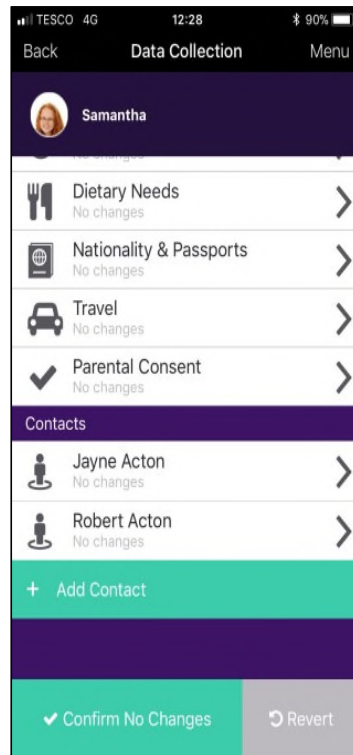 TESCO 4G 12:28 90%
Back Data Collection Menu
Samantha
No changes
Dietary Needs
No changes
Nationality & Passports
No changes
Travel
No changes
Parental Consent
No changes
Contacts
Jayne Acton
No changes
Robert Acton
No changes
+ Add Contact
Confirm No Changes Revert